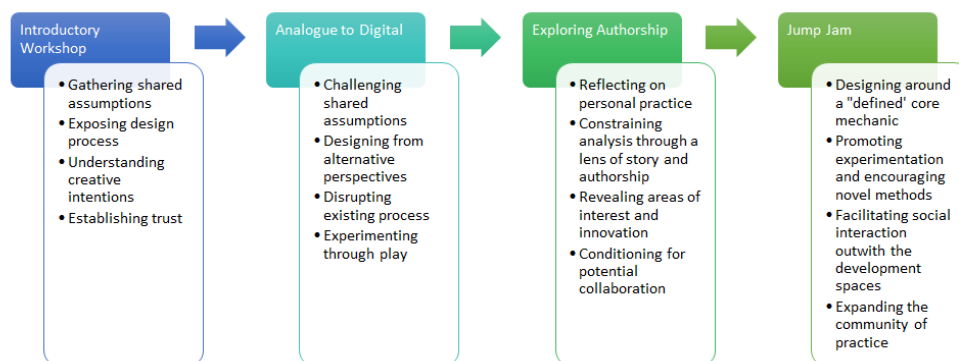 Introductory
Workshop
• Gathering shared
assumptions
• Exposing design
process
• Understanding
creative
intentions
• Establishing trust
Analogue to Digital
• Challenging
shared
assumptions
• Designing from
alternative
perspectives
• Disrupting
existing process
• Experimenting
through play
Exploring Authorship
• Reflecting on
personal practice
• Constraining
analysis through a
lens of story and
authorship
• Revealing areas of
interest and
innovation
• Conditioning for
potential
collaboration
Jump Jam
• Designing around
a "defined' core
mechanic
• Promoting
experimentation
and encouraging
novel methods
• Facilitating social
interaction
outwith the
development
spaces
• Expanding the
community of
practice